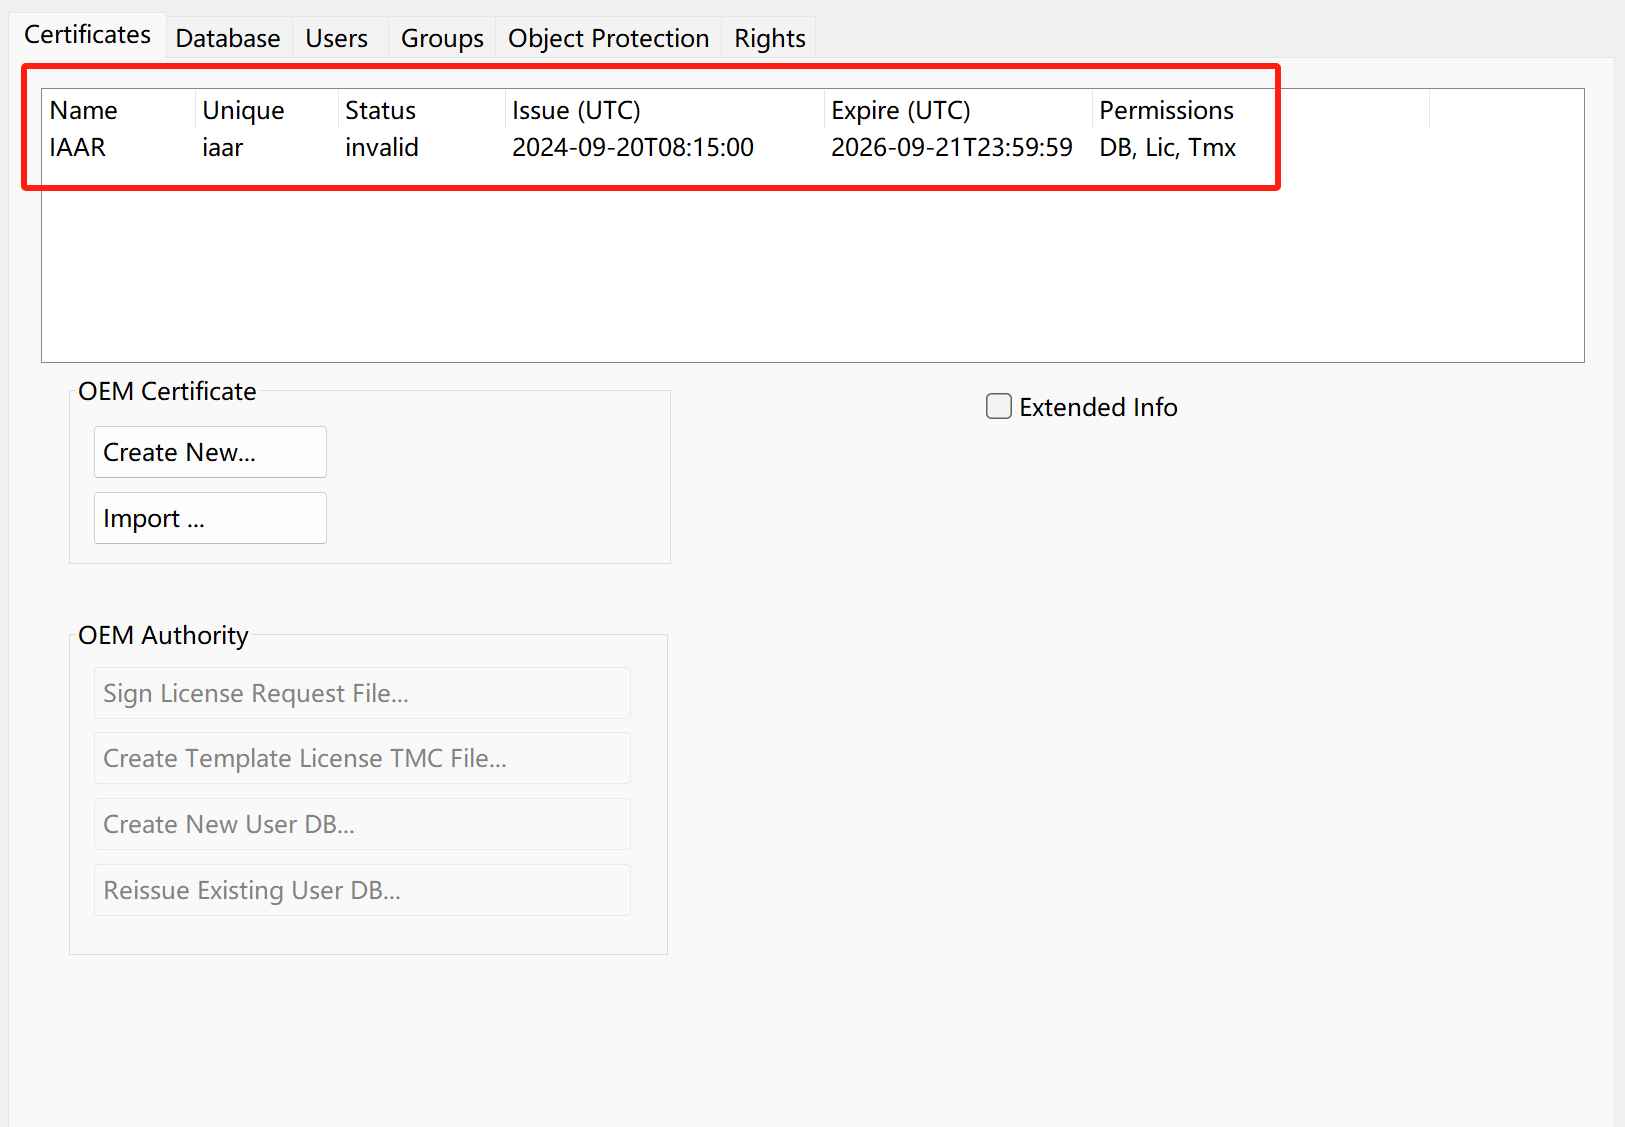 Certificates Database Users Groups Object Protection Rights
Name Unique Status Issue (UTC) Expire (UTC) Permissions
IAAR iaar invalid 2024-09-20T08:15:00 2026-09-21T23:59:59 DB, Lic, Tmx
OEM Certificate
Extended Info
Create New...
Import ...
OEM Authority
Sign License Request File...
Create Template License TMC File...
Create New User DB...
Reissue Existing User DB...